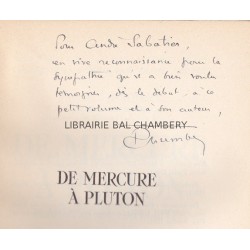 Pour André Sabatier,
en vive reconnaissance pour la
sympathie qu'il a bien voulu
témoigner, dès le début, à ce
petit volume et à son auteur,
LIBRAIRIE BAL CHAMBERY
DE MERCURE
À PLUTON